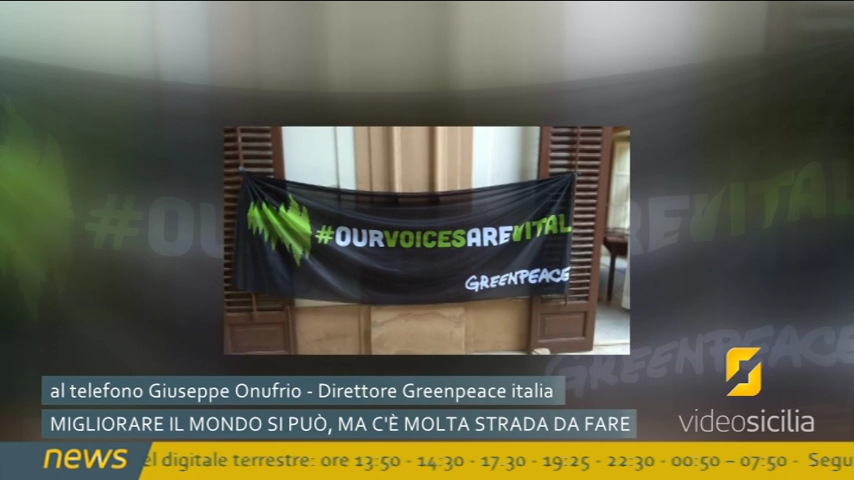 #OURVOICESAREVITAL
GREENPEACE
al telefono Giuseppe Onufrio - Direttore Greenpeace italia
MIGLIORARE IL MONDO SI PUÒ, MA C'È MOLTA STRADA DA FARE
videosicilia
news
el digitale terrestre: ore 13:50 - 14:30 - 17.30 - 19:25 - 22:30 - 00:50 – 07:50 - Segu